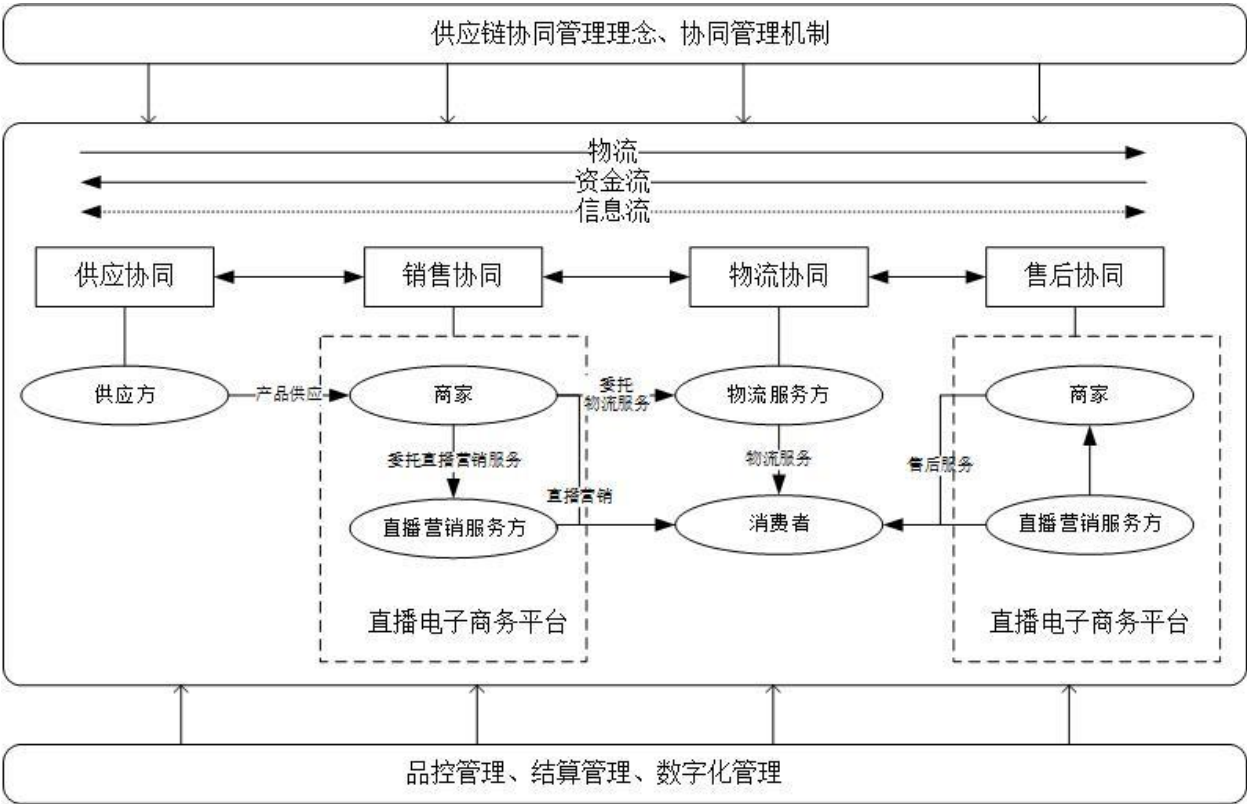 供应链协同管理理念、协同管理机制
物流
资金流
信息流
供应协同
销售协同
物流协同
售后协同
供应方
产品供应
商家
委托
物流服务
物流服务方
商家
委托直播营销服务
物流服务
售后服务
直播营销
直播营销服务方
消费者
直播营销服务方
直播电子商务平台
直播电子商务平台
品控管理、结算管理、数字化管理